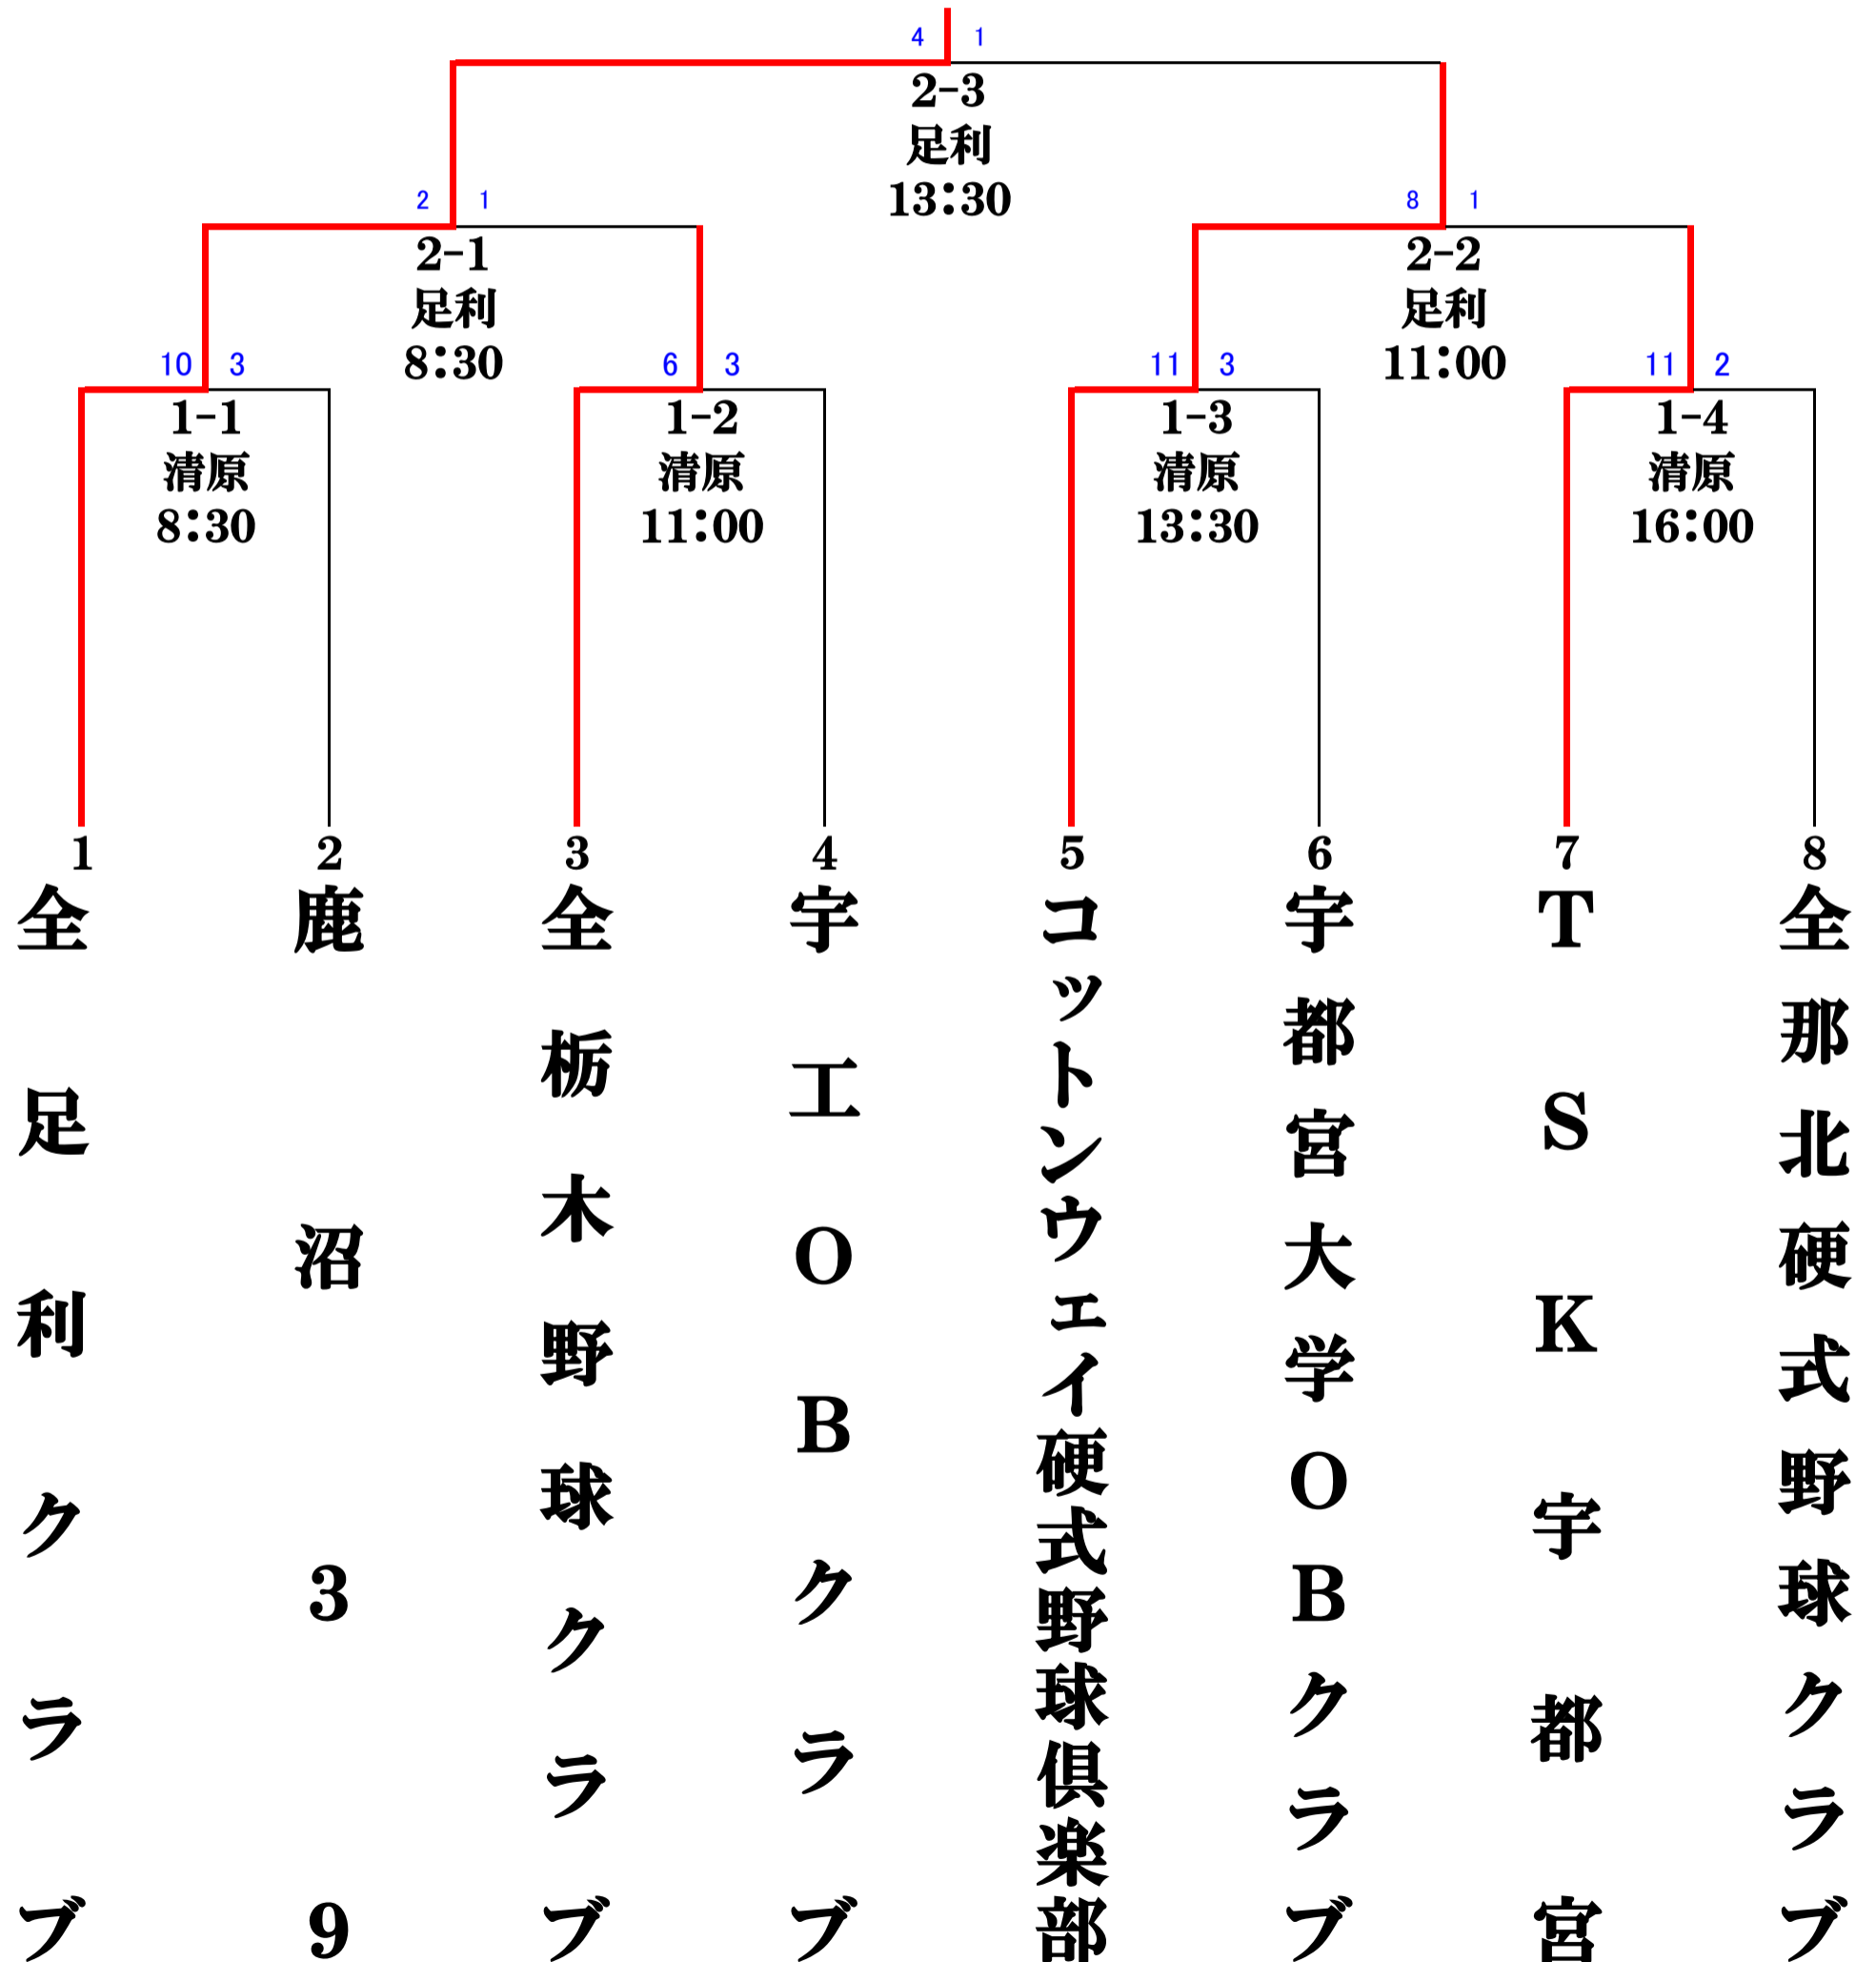 4 1
2-3
足利
13:30
2 1
8 1
2-1
足利
8:30
2-2
足利
11:00
10 3
6 3
11 3
11 2
1-1
清原
8:30
1-2
清原
11:00
1-3
清原
13:30
1-4
清原
16:00
1
全足利クラブ
2
鹿沼39
3
全栃木野球クラブ
4
宇工OBクラブ
5
コットンウェイ硬式野球倶楽部
6
宇都宮大学OBクラブ
7
TSK宇都宮
8
全那北硬式野球クラブ